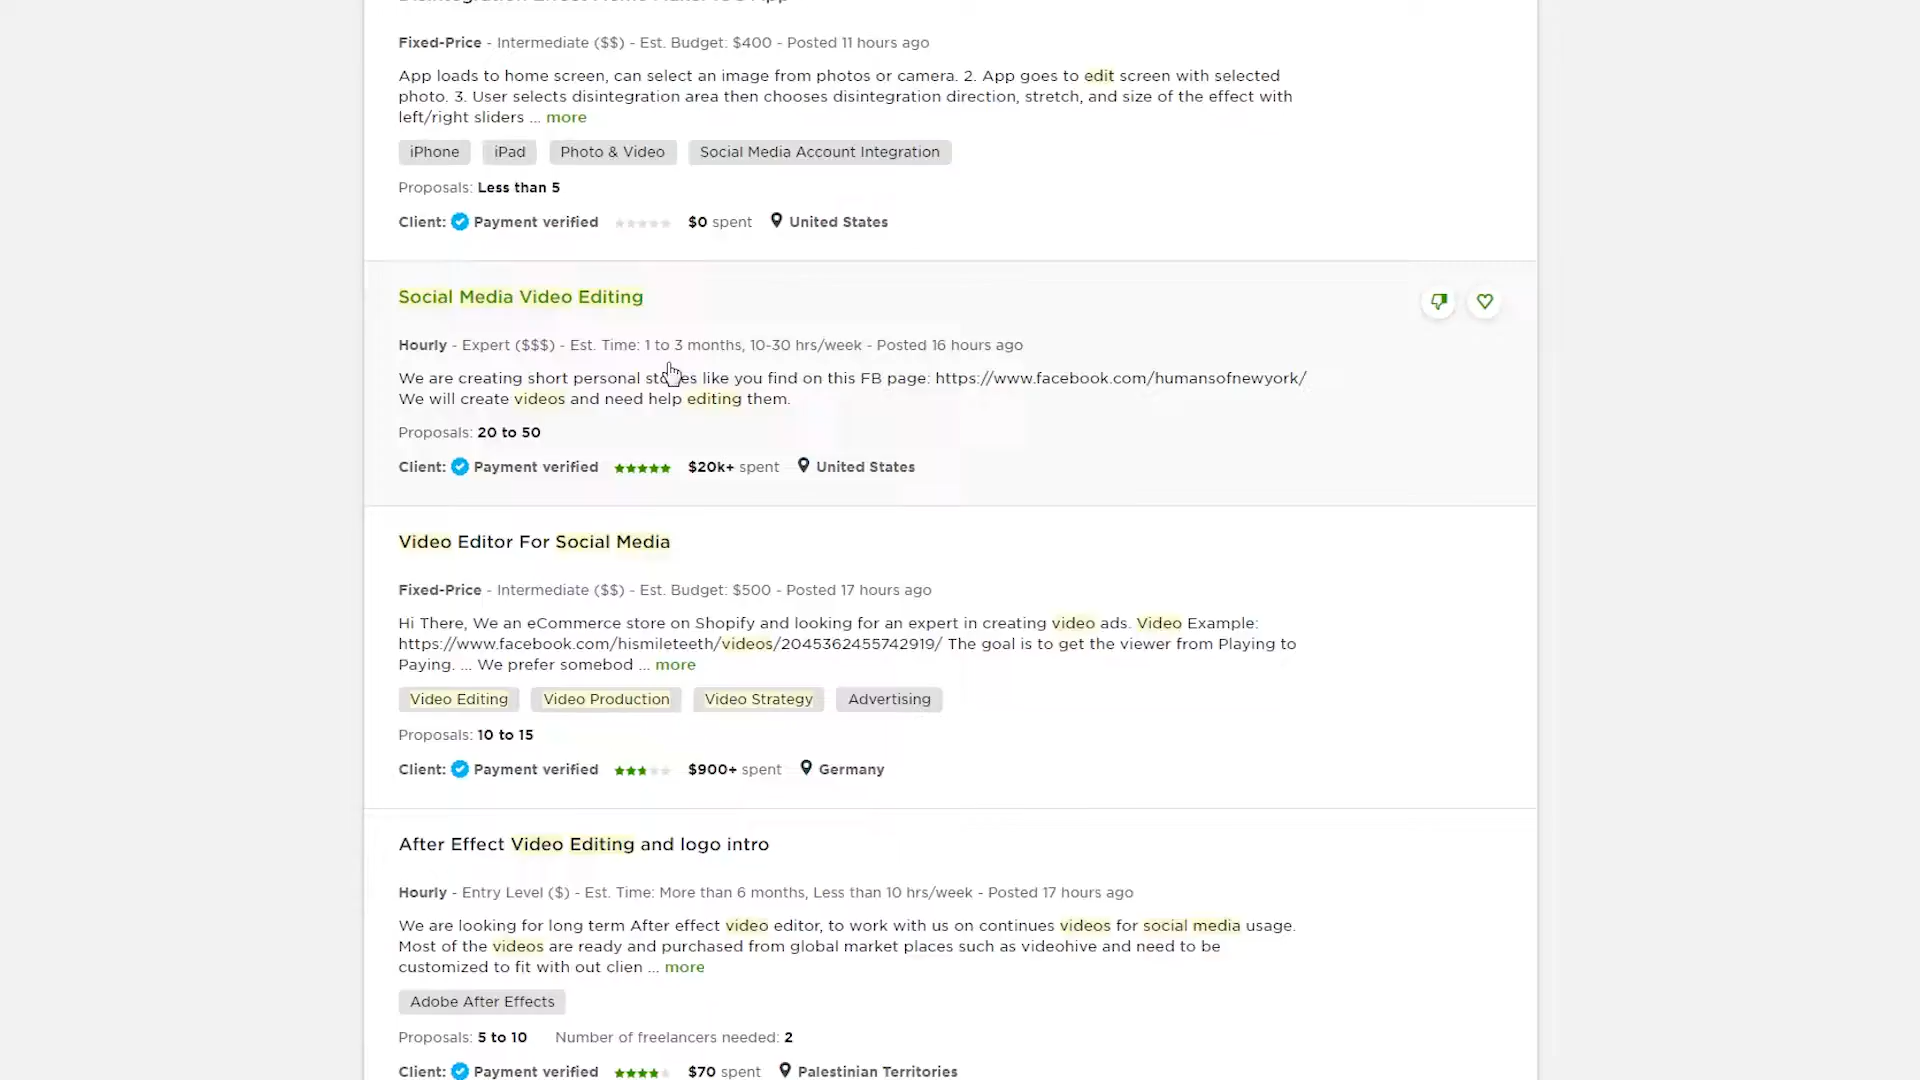 Fixed-Price - Intermediate ($$) - Est. Budget: $400 - Posted 11 hours ago
App loads to home screen, can select an image from photos or camera. 2. App goes to edit screen with selected
photo. 3. User selects disintegration area then chooses disintegration direction, stretch, and size of the effect with
left/right sliders ... more
iPhone iPad Photo & Video Social Media Account Integration
Proposals: Less than 5
Client: Payment verified $0 spent United States
Social Media Video Editing
Hourly - Expert ($$$) - Est. Time: 1 to 3 months, 10-30 hrs/week - Posted 16 hours ago
We are creating short personal stories like you find on this FB page: https://www.facebook.com/humansofnewyork/
We will create videos and need help editing them.
Proposals: 20 to 50
Client: Payment verified $20k+ spent United States
Video Editor For Social Media
Fixed-Price - Intermediate ($$) - Est. Budget: $500 - Posted 17 hours ago
Hi There, We an eCommerce store on Shopify and looking for an expert in creating video ads. Video Example:
https://www.facebook.com/hismileteeth/videos/2045362455742919/ The goal is to get the viewer from Playing to
Paying. ... We prefer somebod ... more
Video Editing Video Production Video Strategy Advertising
Proposals: 10 to 15
Client: Payment verified $900+ spent Germany
After Effect Video Editing and logo intro
Hourly - Entry Level ($) - Est. Time: More than 6 months, Less than 10 hrs/week - Posted 17 hours ago
We are looking for long term After effect video editor, to work with us on continues videos for social media usage.
Most of the videos are ready and purchased from global market places such as videohive and need to be
customized to fit with out clien ... more
Adobe After Effects
Proposals: 5 to 10 Number of freelancers needed: 2
Client: Payment verified $70 spent Palestinian Territories